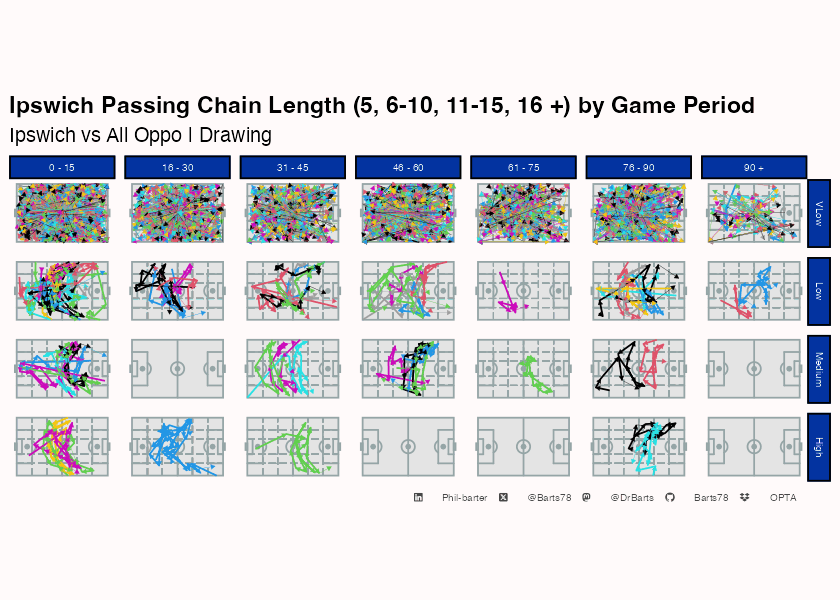 Ipswich Passing Chain Length (5, 6-10, 11-15, 16 +) by Game Period
Ipswich vs All Oppo | Drawing
0 - 15 16 - 30 31 - 45 46 - 60 61 - 75 76 - 90 90 +
V.Low
Low
Medium
High
Phil-barter @Barts78 @DrBarts Barts78 OPTA